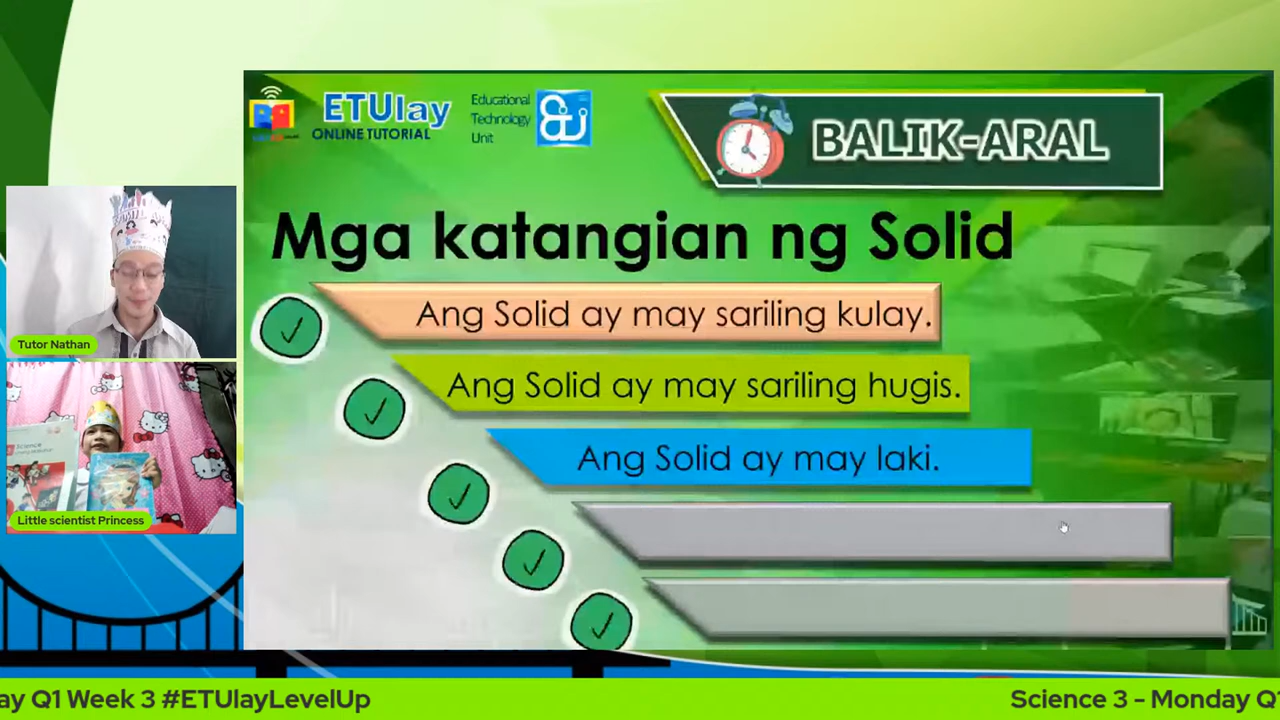 ETUlay
ONLINE TUTORIAL
Educational
Technology
Unit
BALIK-ARAL
Mga katangian ng Solid
Ang Solid ay may sariling kulay.
Ang Solid ay may sariling hugis.
Ang Solid ay may laki.
Tutor Nathan
Science
Little scientist Princess
ay Q1 Week 3 #ETUlayLevelUp
Science 3 - Monday Q1